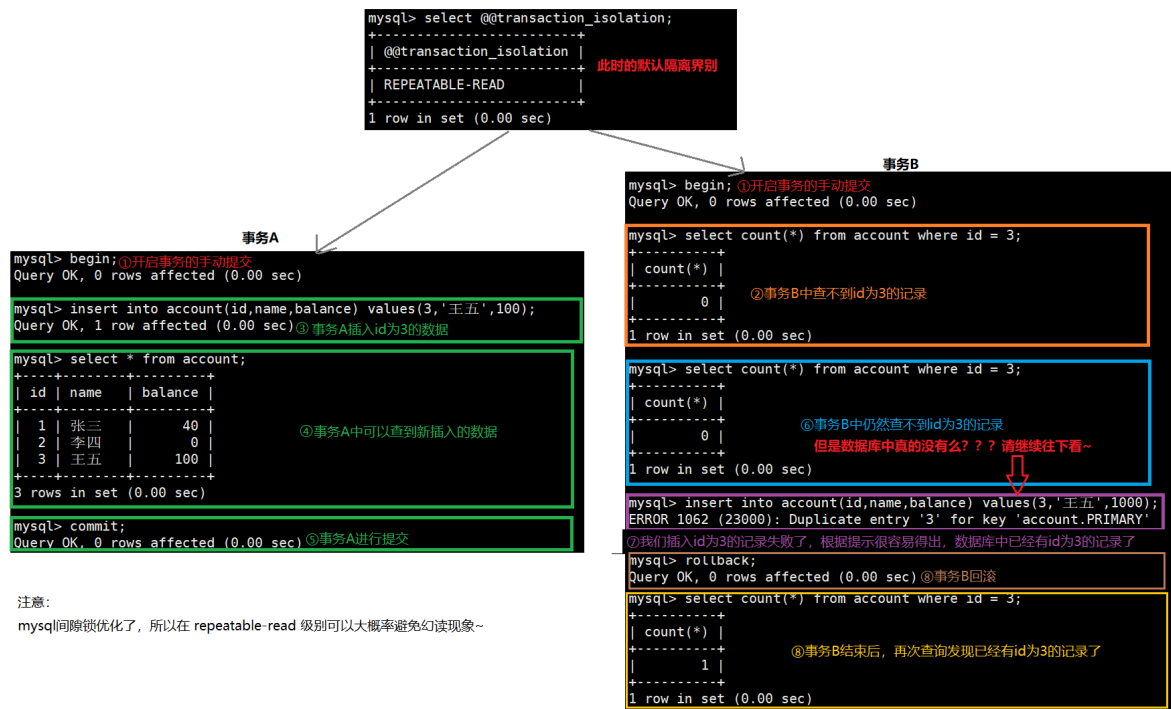 mysql> select @@transaction_isolation;
+-------------------------+
| @@transaction_isolation |
+-------------------------+
| REPEATABLE-READ         |
+-------------------------+
1 row in set (0.00 sec)
此时的默认隔离界别
事务A
mysql> begin;①开启事务的手动提交
Query OK, 0 rows affected (0.00 sec)
mysql> insert into account(id,name,balance) values(3,'王五',100);
Query OK, 1 row affected (0.00 sec)③ 事务A插入id为3的数据
mysql> select * from account;
+----+--------+---------+
| id | name   | balance |
+----+--------+---------+
|  1 | 张三   |      40 |
|  2 | 李四   |       0 |
|  3 | 王五   |     100 |
+----+--------+---------+
3 rows in set (0.00 sec)
④事务A中可以查到新插入的数据
mysql> commit;
Query OK, 0 rows affected (0.00 sec)⑤事务A进行提交
注意：
mysql间隙锁优化了，所以在 repeatable-read 级别可以大概率避免幻读现象~
事务B
mysql> begin;①开启事务的手动提交
Query OK, 0 rows affected (0.00 sec)
mysql> select count(*) from account where id = 3;
+----------+
| count(*) |
+----------+
|        0 |
+----------+
1 row in set (0.00 sec)
②事务B中查不到id为3的记录
mysql> select count(*) from account where id = 3;
+----------+
| count(*) |
+----------+
|        0 |
+----------+
1 row in set (0.00 sec)
⑥事务B中仍然查不到id为3的记录
但是数据库中真的没有么？？？请继续往下看~
mysql> insert into account(id,name,balance) values(3,'王五',1000);
ERROR 1062 (23000): Duplicate entry '3' for key 'account.PRIMARY'
⑦我们插入id为3的记录失败了，根据提示很容易得出，数据库中已经有id为3的记录了
mysql> rollback;
Query OK, 0 rows affected (0.00 sec)⑧事务B回滚
mysql> select count(*) from account where id = 3;
+----------+
| count(*) |
+----------+
|        1 |
+----------+
1 row in set (0.00 sec)
⑧事务B结束后，再次查询发现已经有id为3的记录了